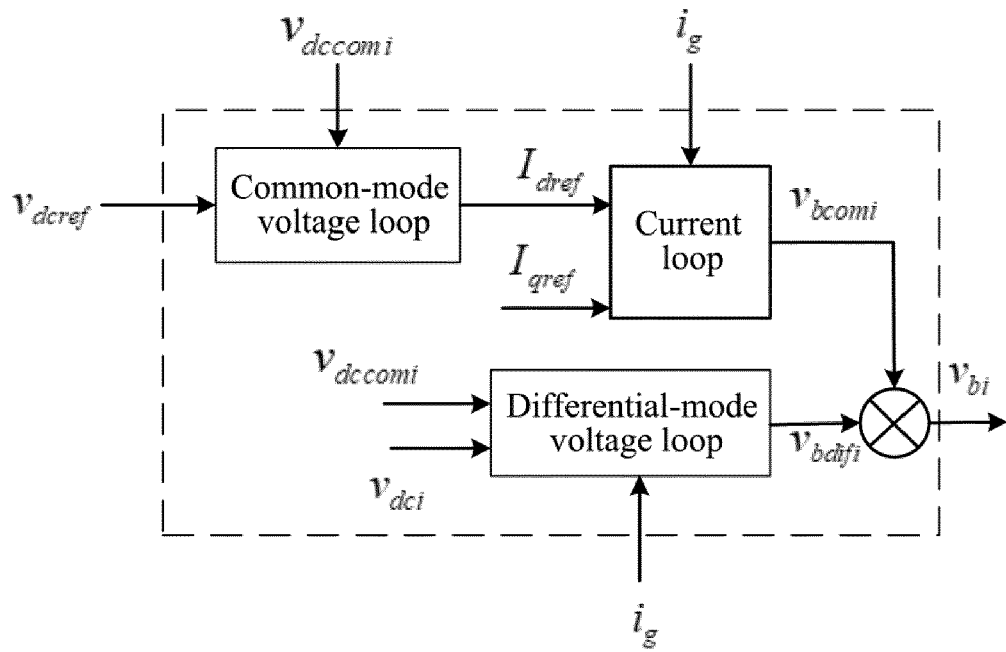 v_dccomi
i_g
Common-mode
voltage loop
v_dcref
I_dref
Current
loop
v_bcomi
I_qref
v_dccomi
Differential-mode
voltage loop
v_bi
v_bdifi
v_dci
i_g